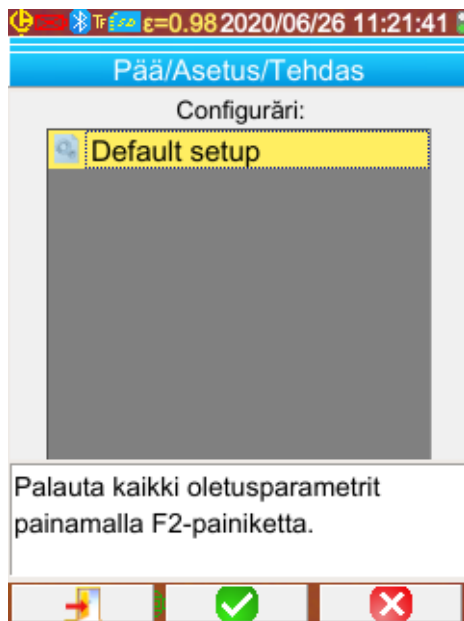 TF ε=0.98 2020/06/26 11:21:41
Pää/Asetus/Tehdas
Configurări:
Default setup
Palauta kaikki oletusparametrit
painamalla F2-painiketta.